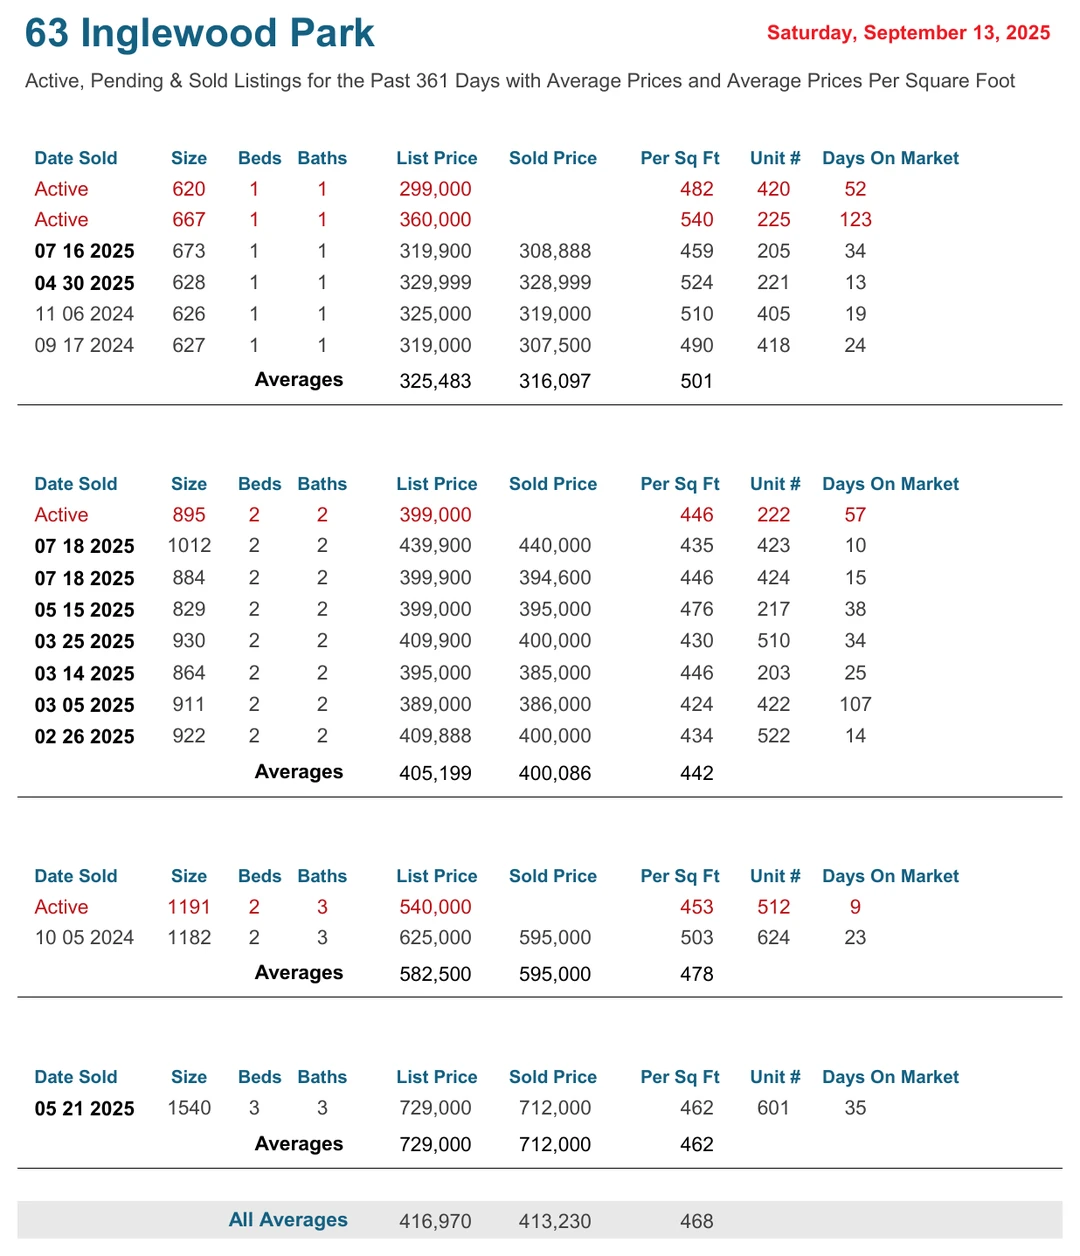 63 Inglewood Park
Saturday, September 13, 2025
Active, Pending & Sold Listings for the Past 361 Days with Average Prices and Average Prices Per Square Foot
Date Sold Size Beds Baths List Price Sold Price Per Sq Ft Unit # Days On Market
Active 620 1 1 299,000 482 420 52
Active 667 1 1 360,000 540 225 123
07 16 2025 673 1 1 319,900 308,888 459 205 34
04 30 2025 628 1 1 329,999 328,999 524 221 13
11 06 2024 626 1 1 325,000 319,000 510 405 19
09 17 2024 627 1 1 319,000 307,500 490 418 24
Averages 325,483 316,097 501
Date Sold Size Beds Baths List Price Sold Price Per Sq Ft Unit # Days On Market
Active 895 2 2 399,000 446 222 57
07 18 2025 1012 2 2 439,900 440,000 435 423 10
07 18 2025 884 2 2 399,900 394,600 446 424 15
05 15 2025 829 2 2 399,000 395,000 476 217 38
03 25 2025 930 2 2 409,900 400,000 430 510 34
03 14 2025 864 2 2 395,000 385,000 446 203 25
03 05 2025 911 2 2 389,000 386,000 424 422 107
02 26 2025 922 2 2 409,888 400,000 434 522 14
Averages 405,199 400,086 442
Date Sold Size Beds Baths List Price Sold Price Per Sq Ft Unit # Days On Market
Active 1191 2 3 540,000 453 512 9
10 05 2024 1182 2 3 625,000 595,000 503 624 23
Averages 582,500 595,000 478
Date Sold Size Beds Baths List Price Sold Price Per Sq Ft Unit # Days On Market
05 21 2025 1540 3 3 729,000 712,000 462 601 35
Averages 729,000 712,000 462
All Averages 416,970 413,230 468